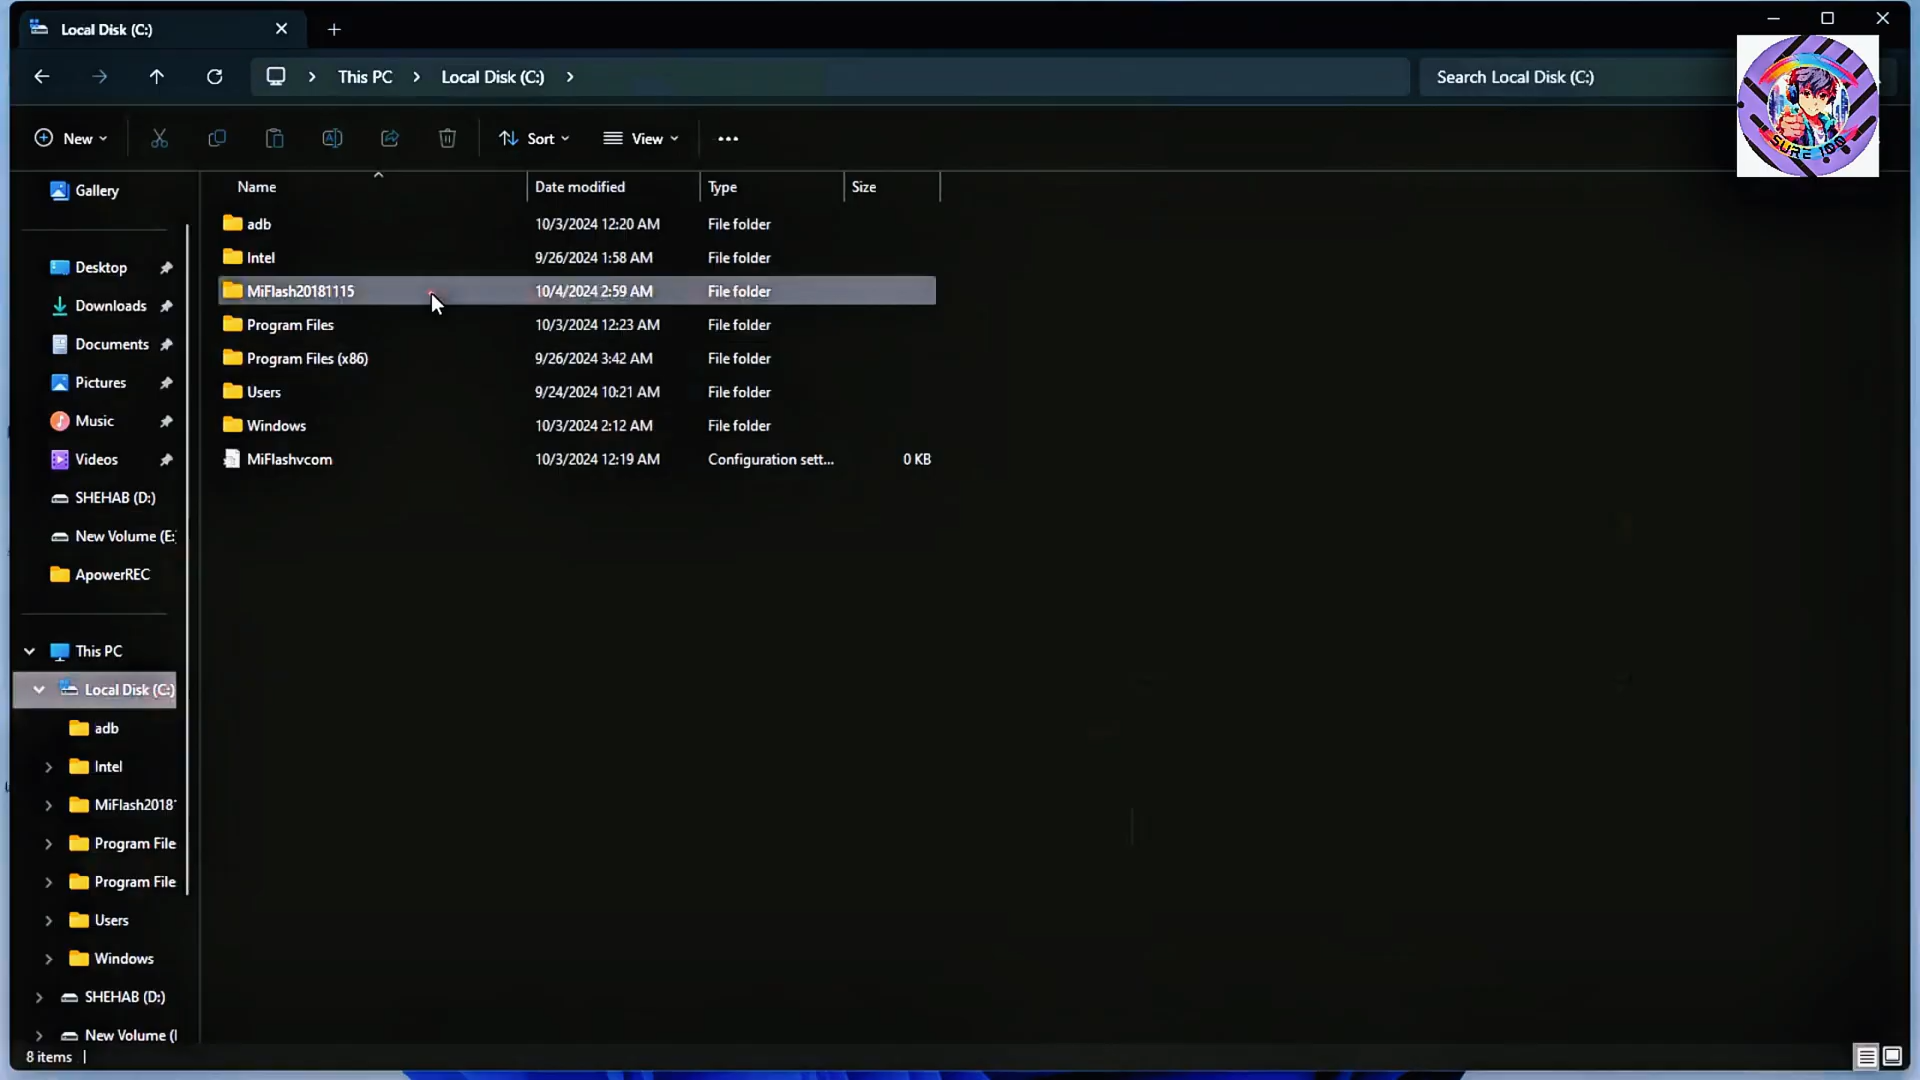 Local Disk (C:)
This PC
Local Disk (C:)
Search Local Disk (C:)
New
Sort
View
Gallery
Desktop
Downloads
Documents
Pictures
Music
Videos
SHEHAB (D:)
New Volume (E:
ApowerREC
This PC
Local Disk (C:)
adb
Intel
MiFlash2018
Program File
Program File
Users
Windows
SHEHAB (D:)
New Volume (
Name Date modified Type Size
adb 10/3/2024 12:20 AM File folder
Intel 9/26/2024 1:58 AM File folder
MiFlash20181115 10/4/2024 2:59 AM File folder
Program Files 10/3/2024 12:23 AM File folder
Program Files (x86) 9/26/2024 3:42 AM File folder
Users 9/24/2024 10:21 AM File folder
Windows 10/3/2024 2:12 AM File folder
MiFlashvcom 10/3/2024 12:19 AM Configuration sett... 0 KB
8 items
SURE 100